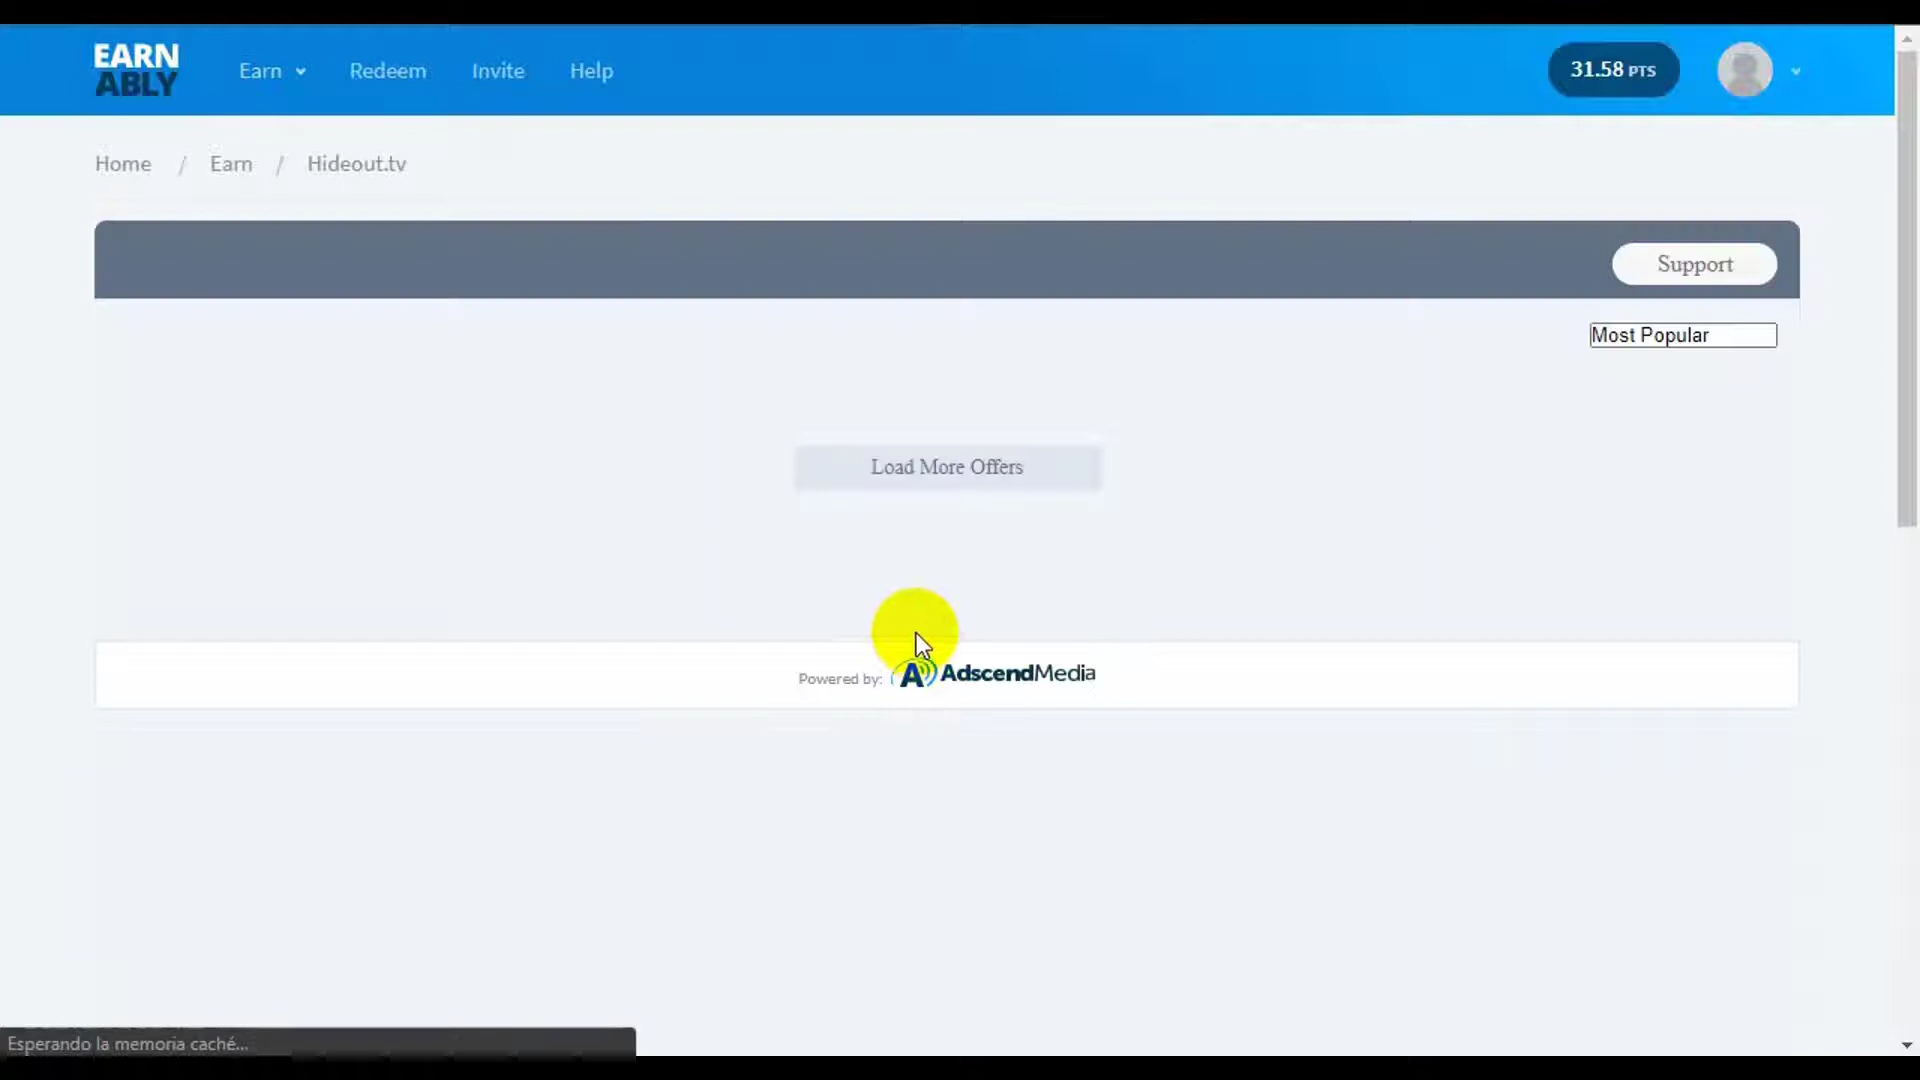 EARN
ABLY
Earn
Redeem
Invite
Help
31.58 PTS
Home / Earn / Hideout.tv
Support
Most Popular
Load More Offers
Powered by: AdscendMedia
Esperando la memoria caché...